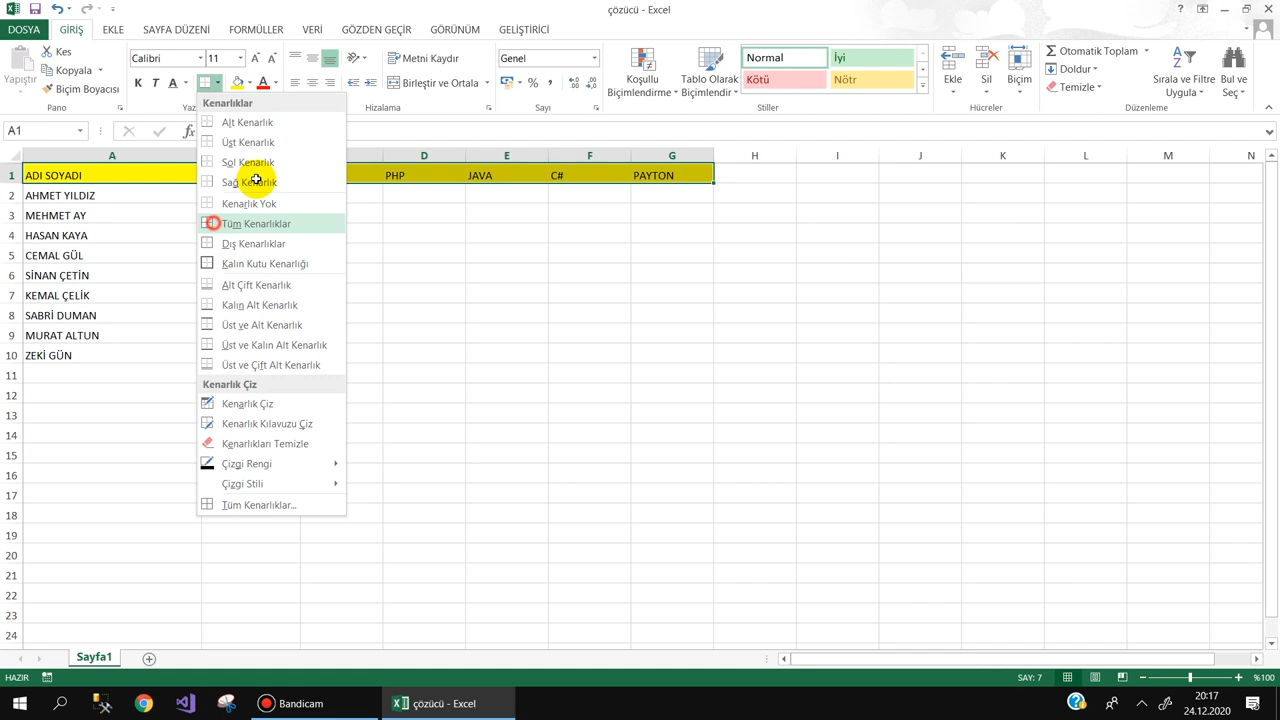 çözücü - Excel
DOSYA GİRİŞ EKLE SAYFA DÜZENİ FORMÜLLER VERİ GÖZDEN GEÇİR GÖRÜNÜM GELİŞTİRİCİ
Yapıştır
Kes
Kopyala
Biçim Boyacısı
Pano
Calibri 11
K T A
Yaz
Metni Kaydır
Birleştir ve Ortala
Hizalama
Genel
% 000
Sayı
Koşullu Biçimlendirme
Tablo Olarak Biçimlendir
Normal İyi
Kötü Nötr
Stiller
Ekle Sil Biçim
Hücreler
Otomatik Toplam
Doldur
Temizle
Sırala ve Filtre Uygula
Bul ve Seç
Düzenleme
A1 fx
Kenarlıklar
Alt Kenarlık
Üst Kenarlık
Sol Kenarlık
Sağ Kenarlık
Kenarlık Yok
Tüm Kenarlıklar
Dış Kenarlıklar
Kalın Kutu Kenarlığı
Alt Çift Kenarlık
Kalın Alt Kenarlık
Üst ve Alt Kenarlık
Üst ve Kalın Alt Kenarlık
Üst ve Çift Alt Kenarlık
Kenarlık Çiz
Kenarlık Çiz
Kenarlık Kılavuzu Çiz
Kenarlıkları Temizle
Çizgi Rengi
Çizgi Stili
Tüm Kenarlıklar...
A D E F G H I J K L M N
1 ADI SOYADI PHP JAVA C# PAYTON
2 AHMET YILDIZ
3 MEHMET AY
4 HASAN KAYA
5 CEMAL GÜL
6 SİNAN ÇETİN
7 KEMAL ÇELİK
8 SABRİ DUMAN
9 MURAT ALTUN
10 ZEKİ GÜN
11
12
13
14
15
16
17
18
19
20
21
22
23
24
Sayfa1
HAZIR SAY: 7 %100
Bandicam
çözücü - Excel
20:17
24.12.2020